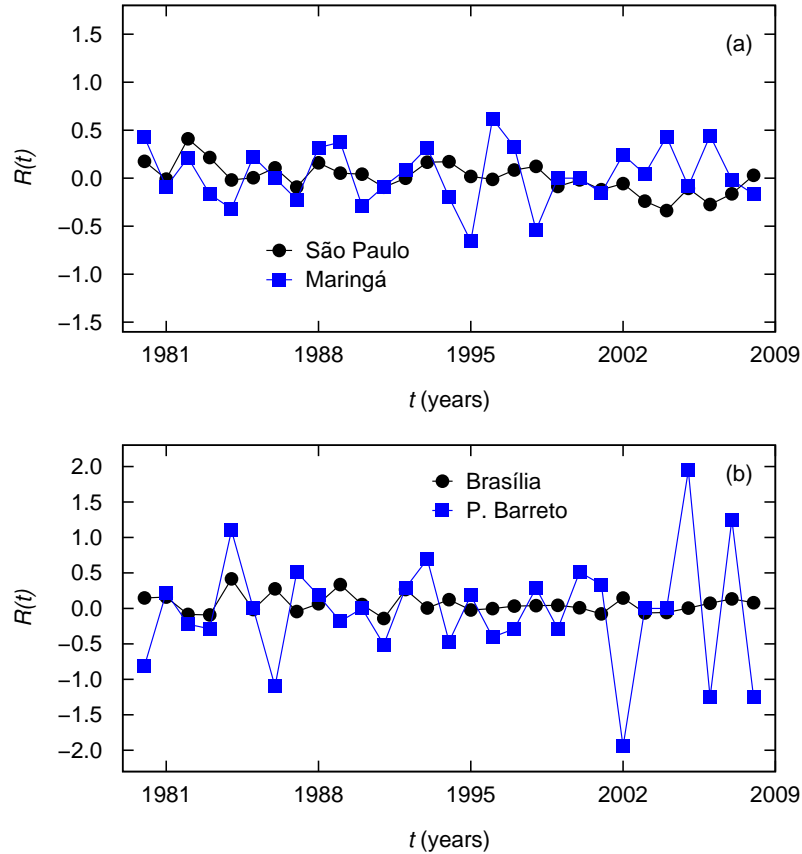 (a)
1.5
1.0
0.5
0.0
−0.5
−1.0
−1.5
R(t)
São Paulo
Maringá
1981 1988 1995 2002 2009
t (years)
(b)
2.0
1.5
1.0
0.5
0.0
−0.5
−1.0
−1.5
−2.0
R(t)
Brasília
P. Barreto
1981 1988 1995 2002 2009
t (years)